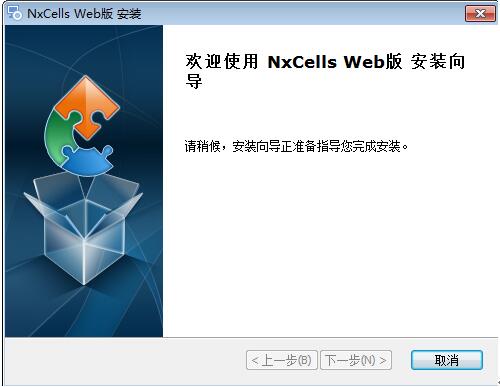 NxCells Web版 安装
欢迎使用 NxCells Web版 安装向
导
请稍候，安装向导正准备指导您完成安装。
< 上一步(B)
下一步(N) >
取消